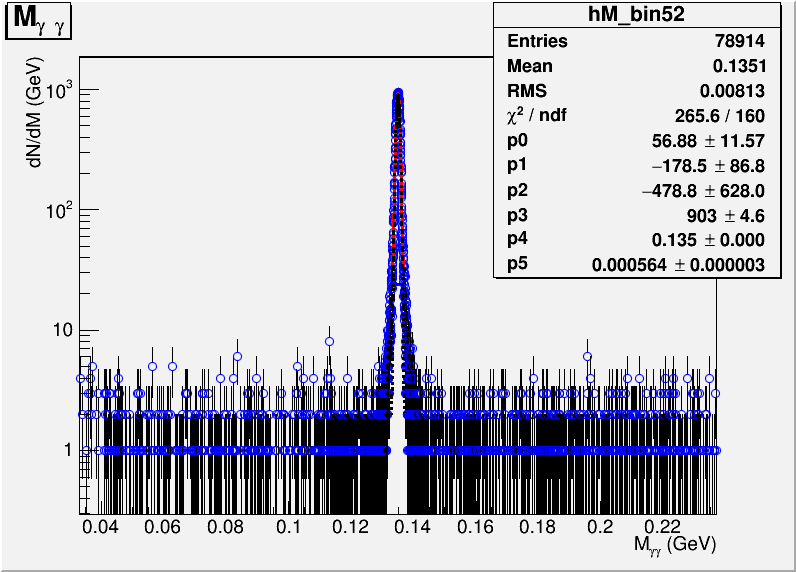 Mγ γ
hM_bin52
Entries 78914
Mean 0.1351
RMS 0.00813
χ² / ndf 265.6 / 160
p0 56.88 ± 11.57
p1 −178.5 ± 86.8
p2 −478.8 ± 628.0
p3 903 ± 4.6
p4 0.135 ± 0.000
p5 0.000564 ± 0.000003
dN/dM (GeV)
10³
10²
10
1
0.04 0.06 0.08 0.1 0.12 0.14 0.16 0.18 0.2 0.22
Mγγ (GeV)